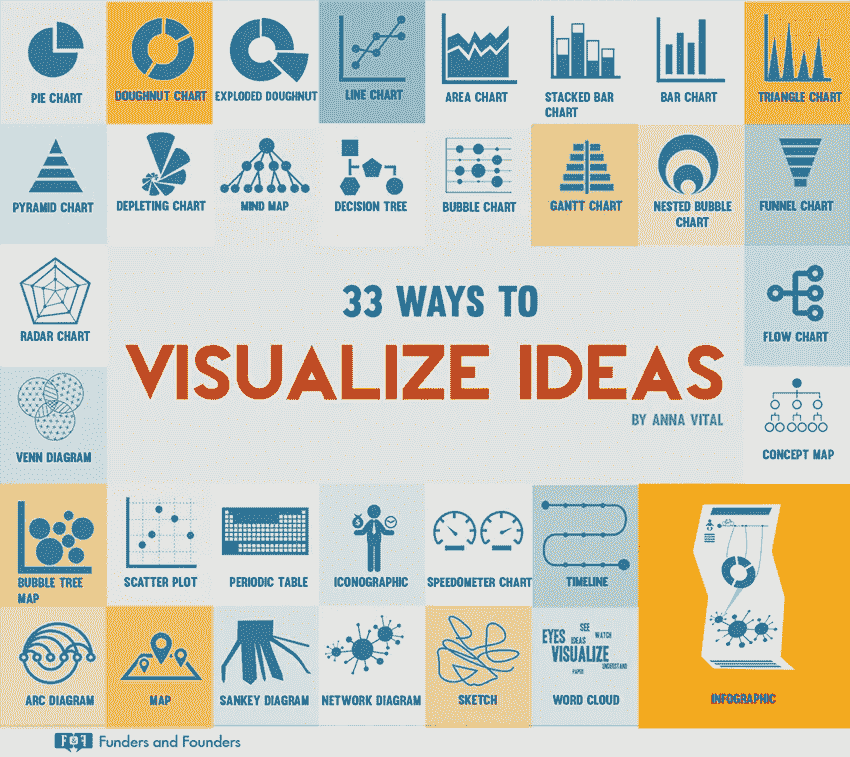 PIE CHART
DOUGHNUT CHART
EXPLODED DOUGHNUT
LINE CHART
AREA CHART
STACKED BAR
CHART
BAR CHART
TRIANGLE CHART
PYRAMID CHART
DEPLETING CHART
MIND MAP
DECISION TREE
BUBBLE CHART
GANTT CHART
NESTED BUBBLE
CHART
FUNNEL CHART
RADAR CHART
33 WAYS TO
VISUALIZE IDEAS
BY ANNA VITAL
FLOW CHART
VENN DIAGRAM
CONCEPT MAP
BUBBLE TREE
MAP
SCATTER PLOT
PERIODIC TABLE
$
ICONOGRAPHIC
SPEEDOMETER CHART
TIMELINE
ARC DIAGRAM
MAP
SANKEY DIAGRAM
NETWORK DIAGRAM
SKETCH
SEE
EYES
IDEAS
WATCH
VISUALIZE
UNDERSTAND
PAPER
WORD CLOUD
INFOGRAPHIC
F&F Funders and Founders